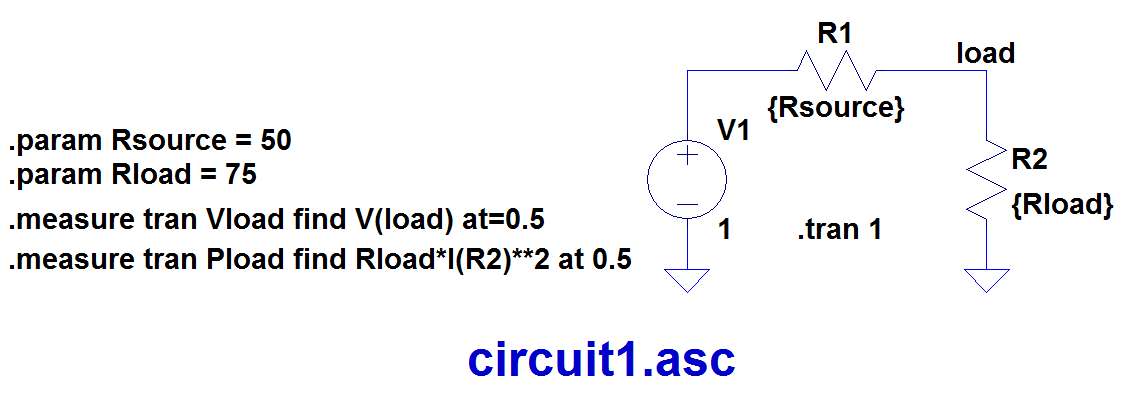 .param Rsource = 50
.param Rload = 75
.measure tran Vload find V(load) at=0.5
.measure tran Pload find Rload*I(R2)**2 at 0.5
R1
{Rsource}
load
V1
1
R2
{Rload}
.tran 1
circuit1.asc